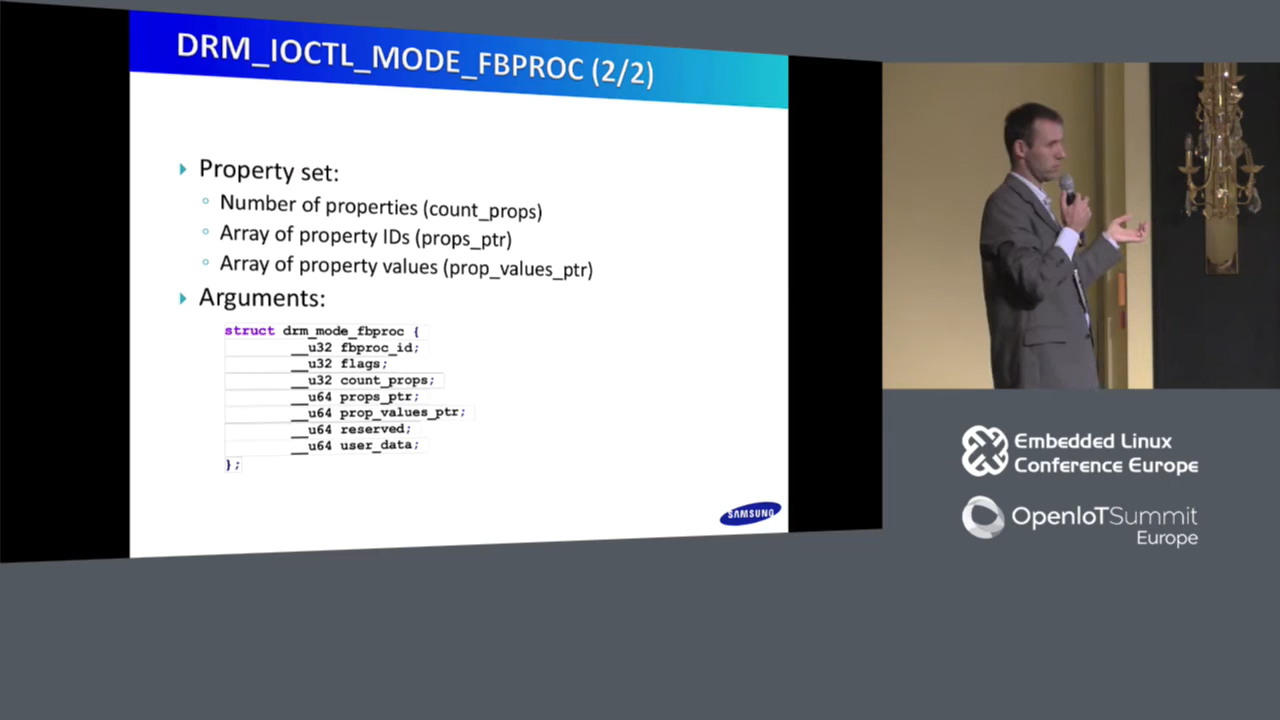 DRM_IOCTL_MODE_FBPROC (2/2)
Property set:
Number of properties (count_props)
Array of property IDs (props_ptr)
Array of property values (prop_values_ptr)
Arguments:
struct drm_mode_fbproc {
__u32 fbproc_id;
__u32 flags;
__u32 count_props;
__u64 props_ptr;
__u64 prop_values_ptr;
__u64 reserved;
__u64 user_data;
};
SAMSUNG
Embedded Linux
Conference Europe
OpenIoTSummit
Europe